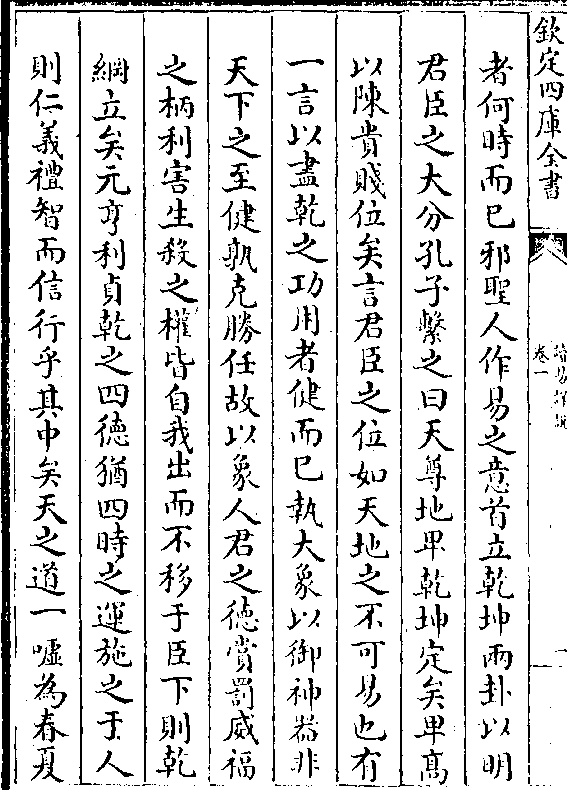 欽定四庫全書
卷一
者何時而已邪聖人作易之意首立乾坤兩卦以明
君臣之大分孔子繫之曰天尊地卑乾坤定矣卑高
以陳貴賤位矣言君臣之位如天地之不可易也有
一言以盡乾之功用者健而已執大象以御神器非
天下之至健孰克勝任故以象人君之徳賞罰威福
之柄利害生殺之權皆自我出而不移于臣下則乾
綱立矣元亨利貞乾之四徳猶四時之運施之于人
則仁義禮智而信行乎其中矣天之道一噓為春夏